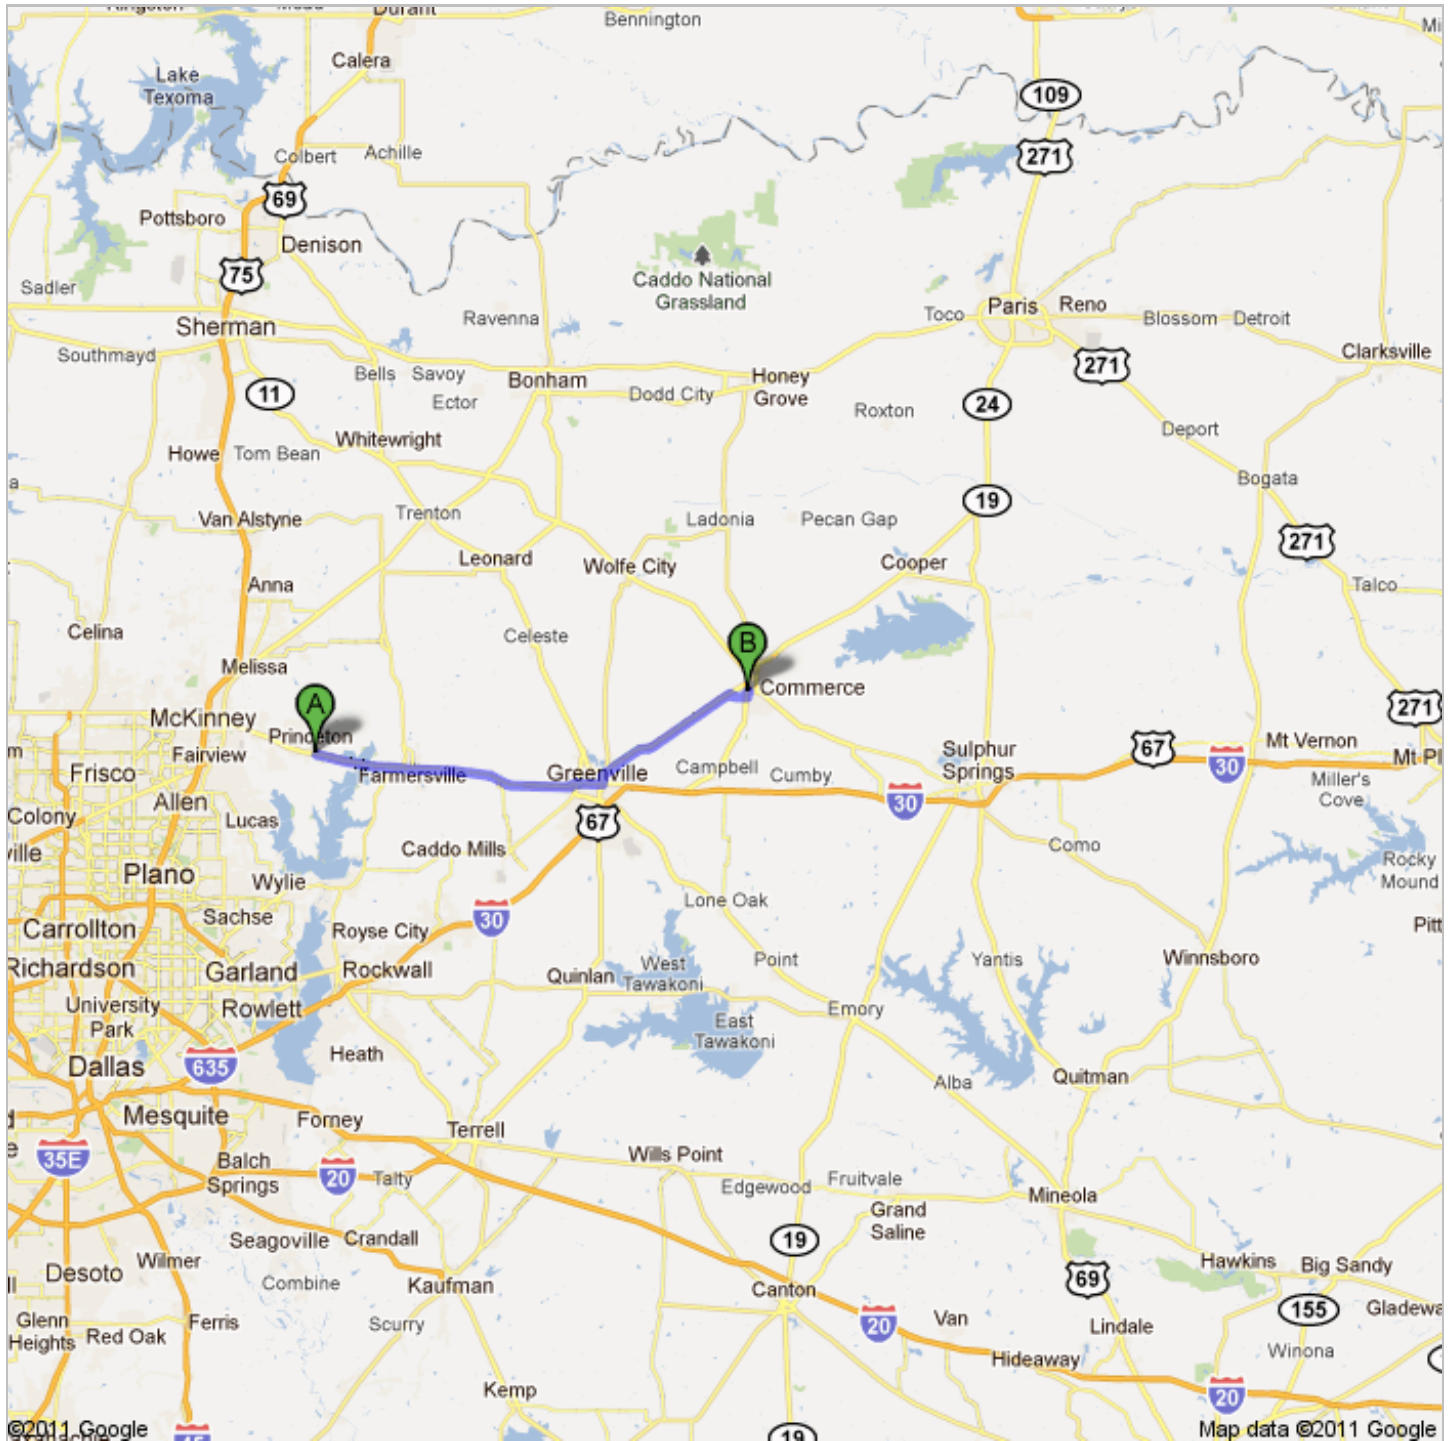 Durant
Bennington
Calera
Lake
Texoma
109
271
Colbert
Achille
69
Pottsboro
Denison
75
Caddo National
Grassland
Sadler
Ravenna
Toco
Paris
Reno
Blossom
Detroit
Sherman
Southmayd
Clarksville
271
Bells
Savoy
Bonham
Honey
Grove
Dodd City
11
Ector
24
Roxton
Deport
Whitewright
Howe
Tom Bean
Bogata
19
Van Alstyne
Trenton
Ladonia
Pecan Gap
271
Leonard
Wolfe City
Cooper
Anna
Talco
Celina
Celeste
B
Melissa
Commerce
A
271
McKinney
Princeton
Fairview
Sulphur
Springs
67
Mt Vernon
30
Mt Pl
Frisco
Farmersville
Greenville
Campbell
Cumby
Miller's
Cove
Allen
30
Colony
Lucas
67
ville
Caddo Mills
Como
Rocky
Mound
Plano
Wylie
Lone Oak
Sachse
30
Carrollton
Royse City
Pitt
Richardson
Garland
Rockwall
Quinlan
West
Tawakoni
Point
Yantis
Winnsboro
University
Park
Rowlett
Emory
East
Tawakoni
Heath
Dallas
635
Alba
Quitman
Mesquite
Forney
Terrell
35E
Balch
Springs
20
Talty
Wills Point
Edgewood
Fruitvale
Mineola
Grand
Saline
Seagoville
Crandall
19
Wilmer
Desoto
Combine
Kaufman
Canton
69
Hawkins
Big Sandy
155
Gladewa
Glenn
Heights
Red Oak
Ferris
Scurry
20
Van
Lindale
Hideaway
Winona
Kemp
20
©2011 Google
45
19
Map data ©2011 Google